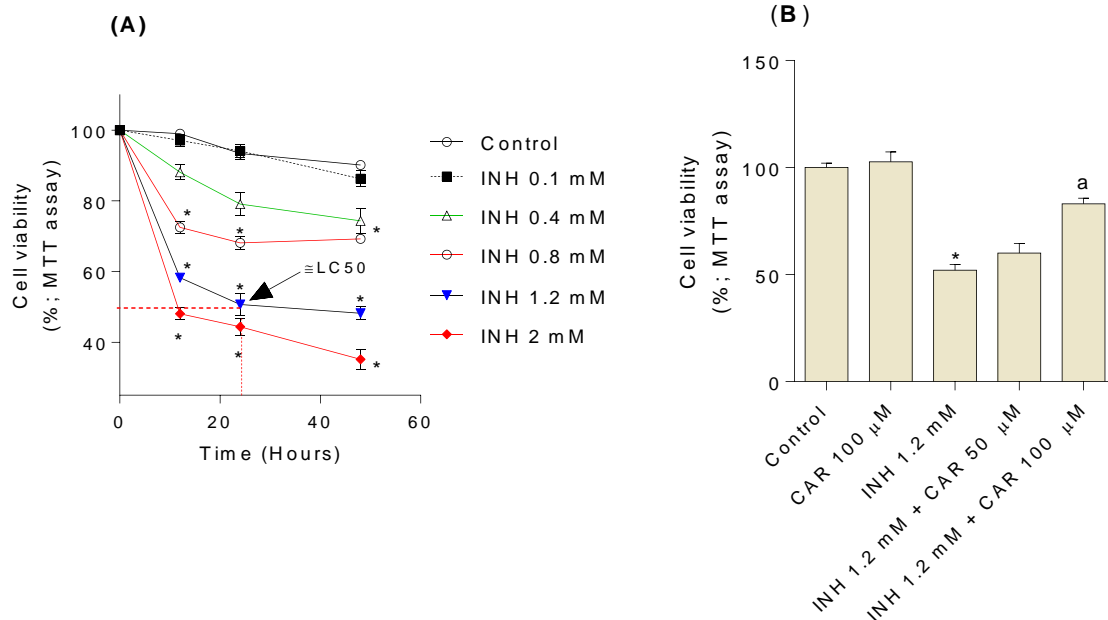 (A)
Cell viability
(%; MTT assay)
100
80
60
40
0
20
40
60
Time (Hours)
*
*
*
*
*
*
*
*
*
*
≅LC50
Control
INH 0.1 mM
INH 0.4 mM
INH 0.8 mM
INH 1.2 mM
INH 2 mM
(B)
Cell viability
(%; MTT assay)
150
100
50
0
*
a
Control
CAR 100 μM
INH 1.2 mM
INH 1.2 mM + CAR 50 μM
INH 1.2 mM + CAR 100 μM